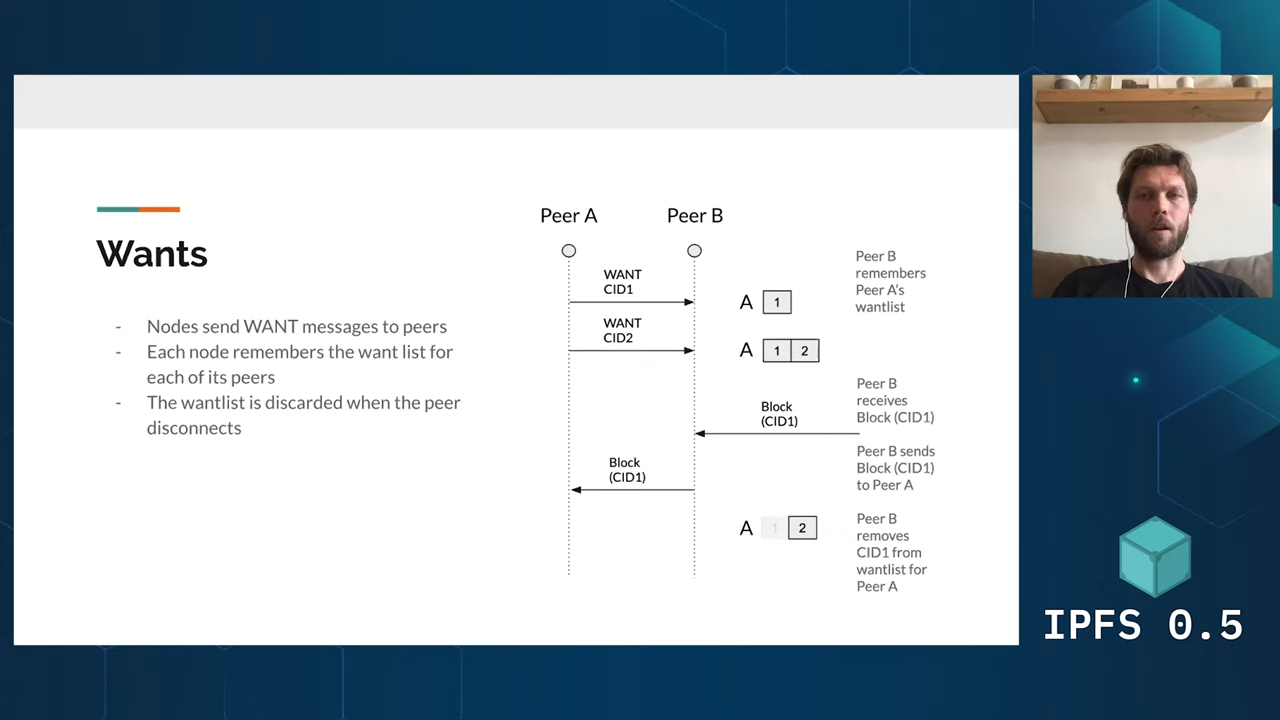 Wants
- Nodes send WANT messages to peers
- Each node remembers the want list for
each of its peers
- The wantlist is discarded when the peer
disconnects
Peer A
Peer B
WANT
CID1
A 1
Peer B
remembers
Peer A's
wantlist
WANT
CID2
A 1 2
Peer B
receives
Block (CID1)
Block
(CID1)
Peer B sends
Block (CID1)
to Peer A
Block
(CID1)
A 1 2
Peer B
removes
CID1 from
wantlist for
Peer A
IPFS 0.5